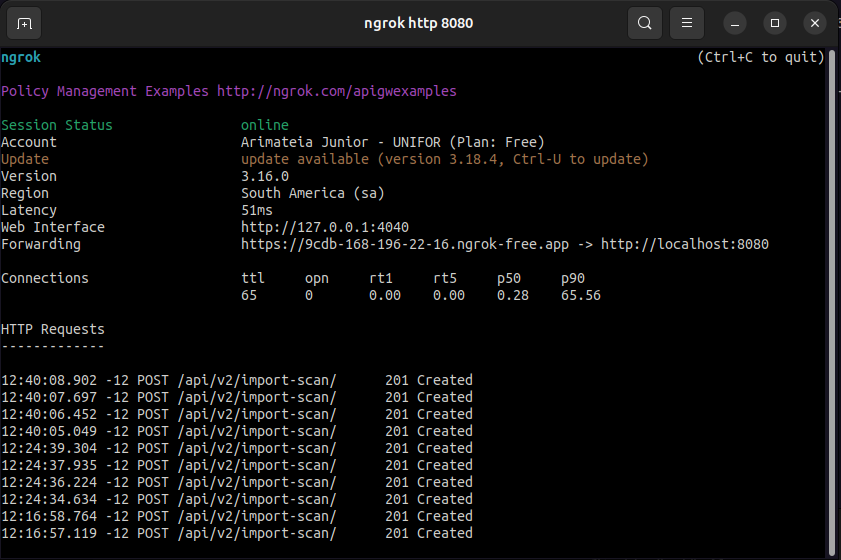 ngrok http 8080
ngrok (Ctrl+C to quit)
Policy Management Examples http://ngrok.com/apigwexamples
Session Status online
Account Arimateia Junior - UNIFOR (Plan: Free)
Update update available (version 3.18.4, Ctrl-U to update)
Version 3.16.0
Region South America (sa)
Latency 51ms
Web Interface http://127.0.0.1:4040
Forwarding https://9cdb-168-196-22-16.ngrok-free.app -> http://localhost:8080
Connections ttl opn rt1 rt5 p50 p90
65 0 0.00 0.00 0.28 65.56
HTTP Requests
-------------
12:40:08.902 -12 POST /api/v2/import-scan/ 201 Created
12:40:07.697 -12 POST /api/v2/import-scan/ 201 Created
12:40:06.452 -12 POST /api/v2/import-scan/ 201 Created
12:40:05.049 -12 POST /api/v2/import-scan/ 201 Created
12:24:39.304 -12 POST /api/v2/import-scan/ 201 Created
12:24:37.935 -12 POST /api/v2/import-scan/ 201 Created
12:24:36.224 -12 POST /api/v2/import-scan/ 201 Created
12:24:34.634 -12 POST /api/v2/import-scan/ 201 Created
12:16:58.764 -12 POST /api/v2/import-scan/ 201 Created
12:16:57.119 -12 POST /api/v2/import-scan/ 201 Created